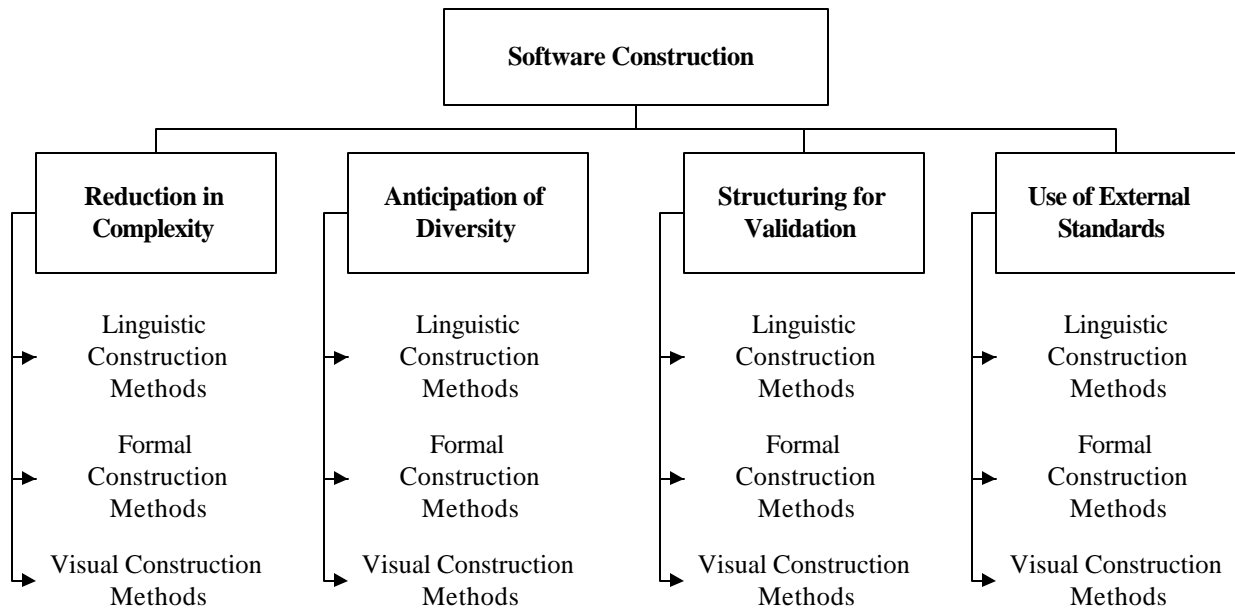 Software Construction
Reduction in
Complexity
Linguistic
Construction
Methods
Formal
Construction
Methods
Visual Construction
Methods
Anticipation of
Diversity
Linguistic
Construction
Methods
Formal
Construction
Methods
Visual Construction
Methods
Structuring for
Validation
Linguistic
Construction
Methods
Formal
Construction
Methods
Visual Construction
Methods
Use of External
Standards
Linguistic
Construction
Methods
Formal
Construction
Methods
Visual Construction
Methods